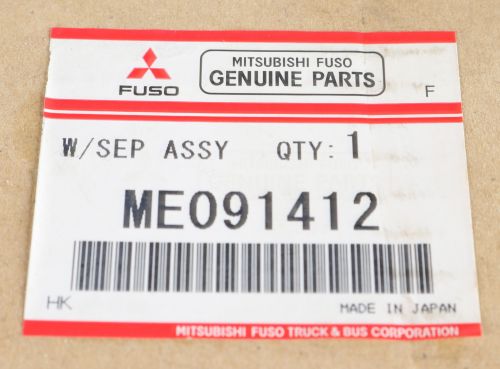 MITSUBISHI FUSO
GENUINE PARTS
FUSO
F
W/SEP ASSY QTY: 1
ME091412
HK
MADE IN JAPAN
MITSUBISHI FUSO TRUCK & BUS CORPORATION